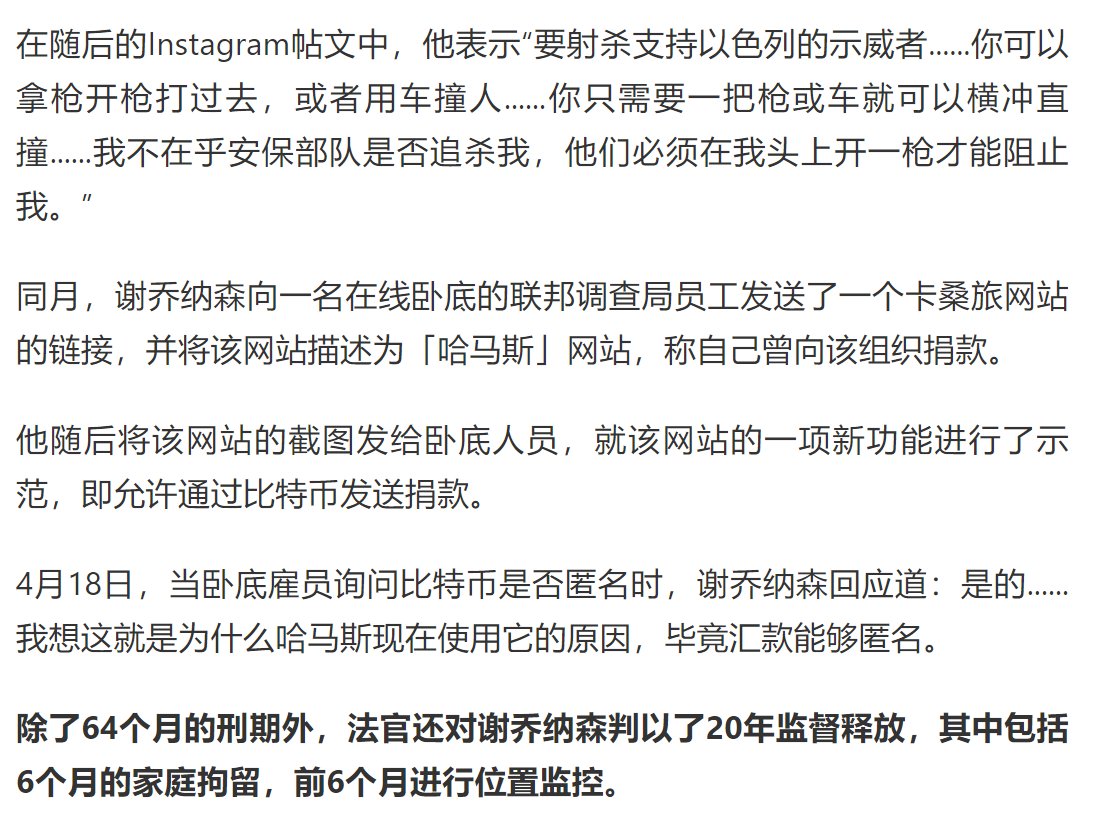 在随后的Instagram帖文中，他表示“要射杀支持以色列的示威者......你可以
拿枪开枪打过去，或者用车撞人......你只需要一把枪或车就可以横冲直
撞......我不在乎安保部队是否追杀我，他们必须在我头上开一枪才能阻止
我。”
同月，谢乔纳森向一名在线卧底的联邦调查局员工发送了一个卡桑旅网站
的链接，并将该网站描述为「哈马斯」网站，称自己曾向该组织捐款。
他随后将该网站的截图发给卧底人员，就该网站的一项新功能进行了示
范，即允许通过比特币发送捐款。
4月18日，当卧底雇员询问比特币是否匿名时，谢乔纳森回应道：是的......
我想这就是为什么哈马斯现在使用它的原因，毕竟汇款能够匿名。
除了64个月的刑期外，法官还对谢乔纳森判以了20年监督释放，其中包括
6个月的家庭拘留，前6个月进行位置监控。